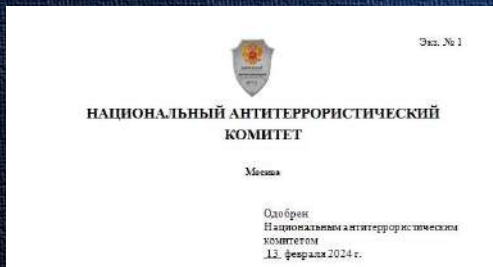 Экз. № 1
НАЦИОНАЛЬНЫЙ АНТИТЕРРОРИСТИЧЕСКИЙ
КОМИТЕТ
Москва
Одобрен
Национальным антитеррористическим
комитетом
13 февраля 2024 г.